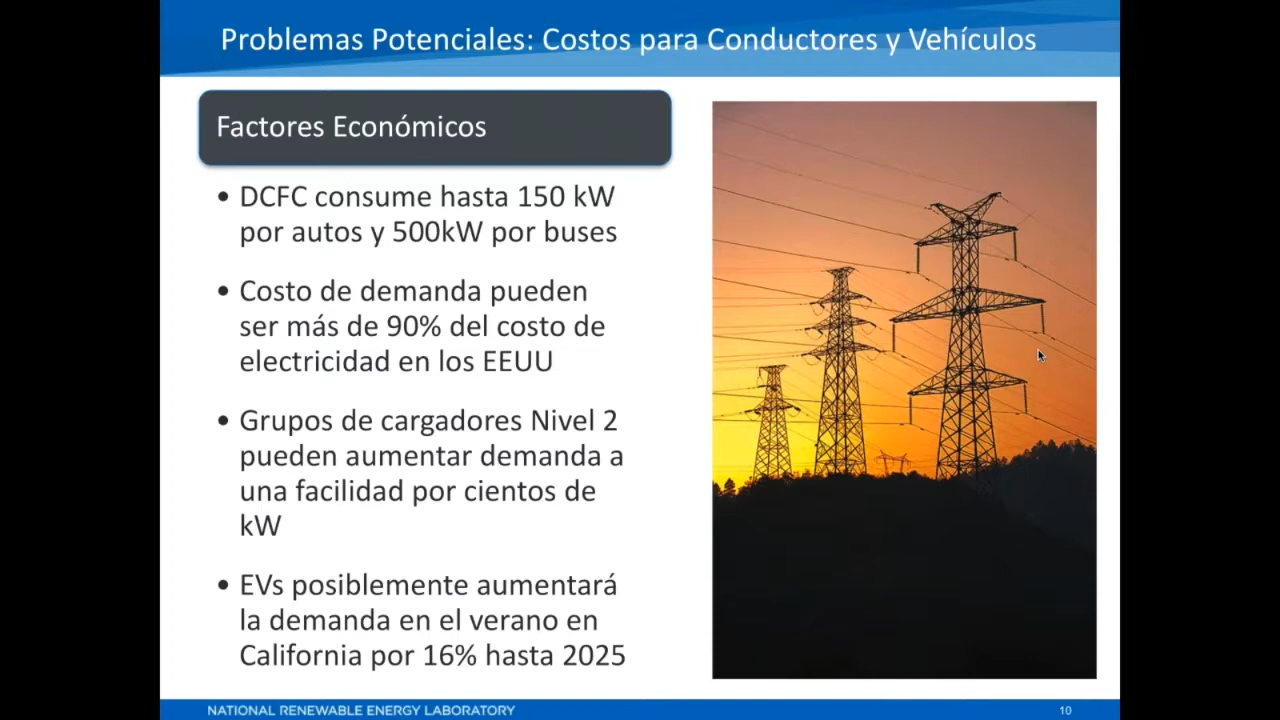 Problemas Potenciales: Costos para Conductores y Vehículos
Factores Económicos
• DCFC consume hasta 150 kW
por autos y 500kW por buses
• Costo de demanda pueden
ser más de 90% del costo de
electricidad en los EEUU
• Grupos de cargadores Nivel 2
pueden aumentar demanda a
una facilidad por cientos de
kW
• EVs posiblemente aumentará
la demanda en el verano en
California por 16% hasta 2025
NATIONAL RENEWABLE ENERGY LABORATORY
10